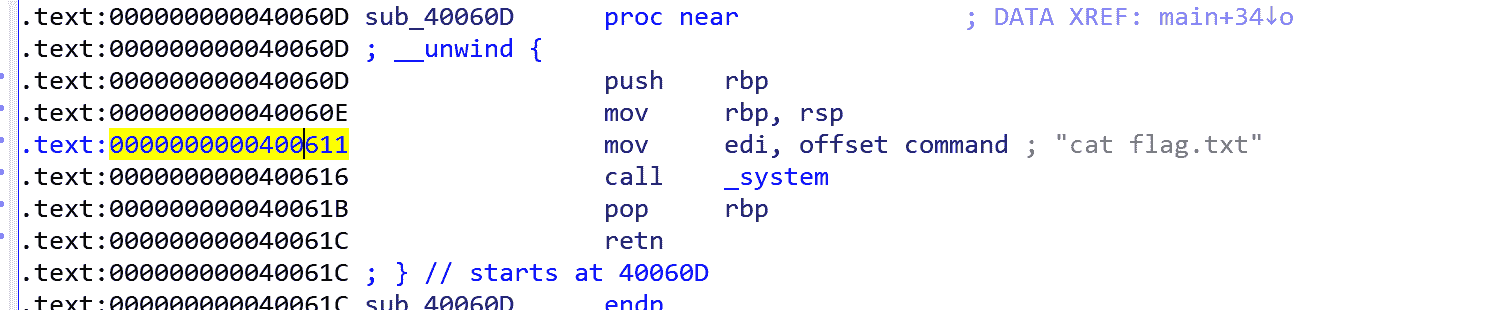 .text:000000000040060D sub_40060D proc near ; DATA XREF: main+34↓o
.text:000000000040060D ; __unwind {
.text:000000000040060D push rbp
.text:000000000040060E mov rbp, rsp
.text:0000000000400611 mov edi, offset command ; "cat flag.txt"
.text:0000000000400616 call _system
.text:000000000040061B pop rbp
.text:000000000040061C retn
.text:000000000040061C ; } // starts at 40060D
.text:000000000040061C sub_40060D endp